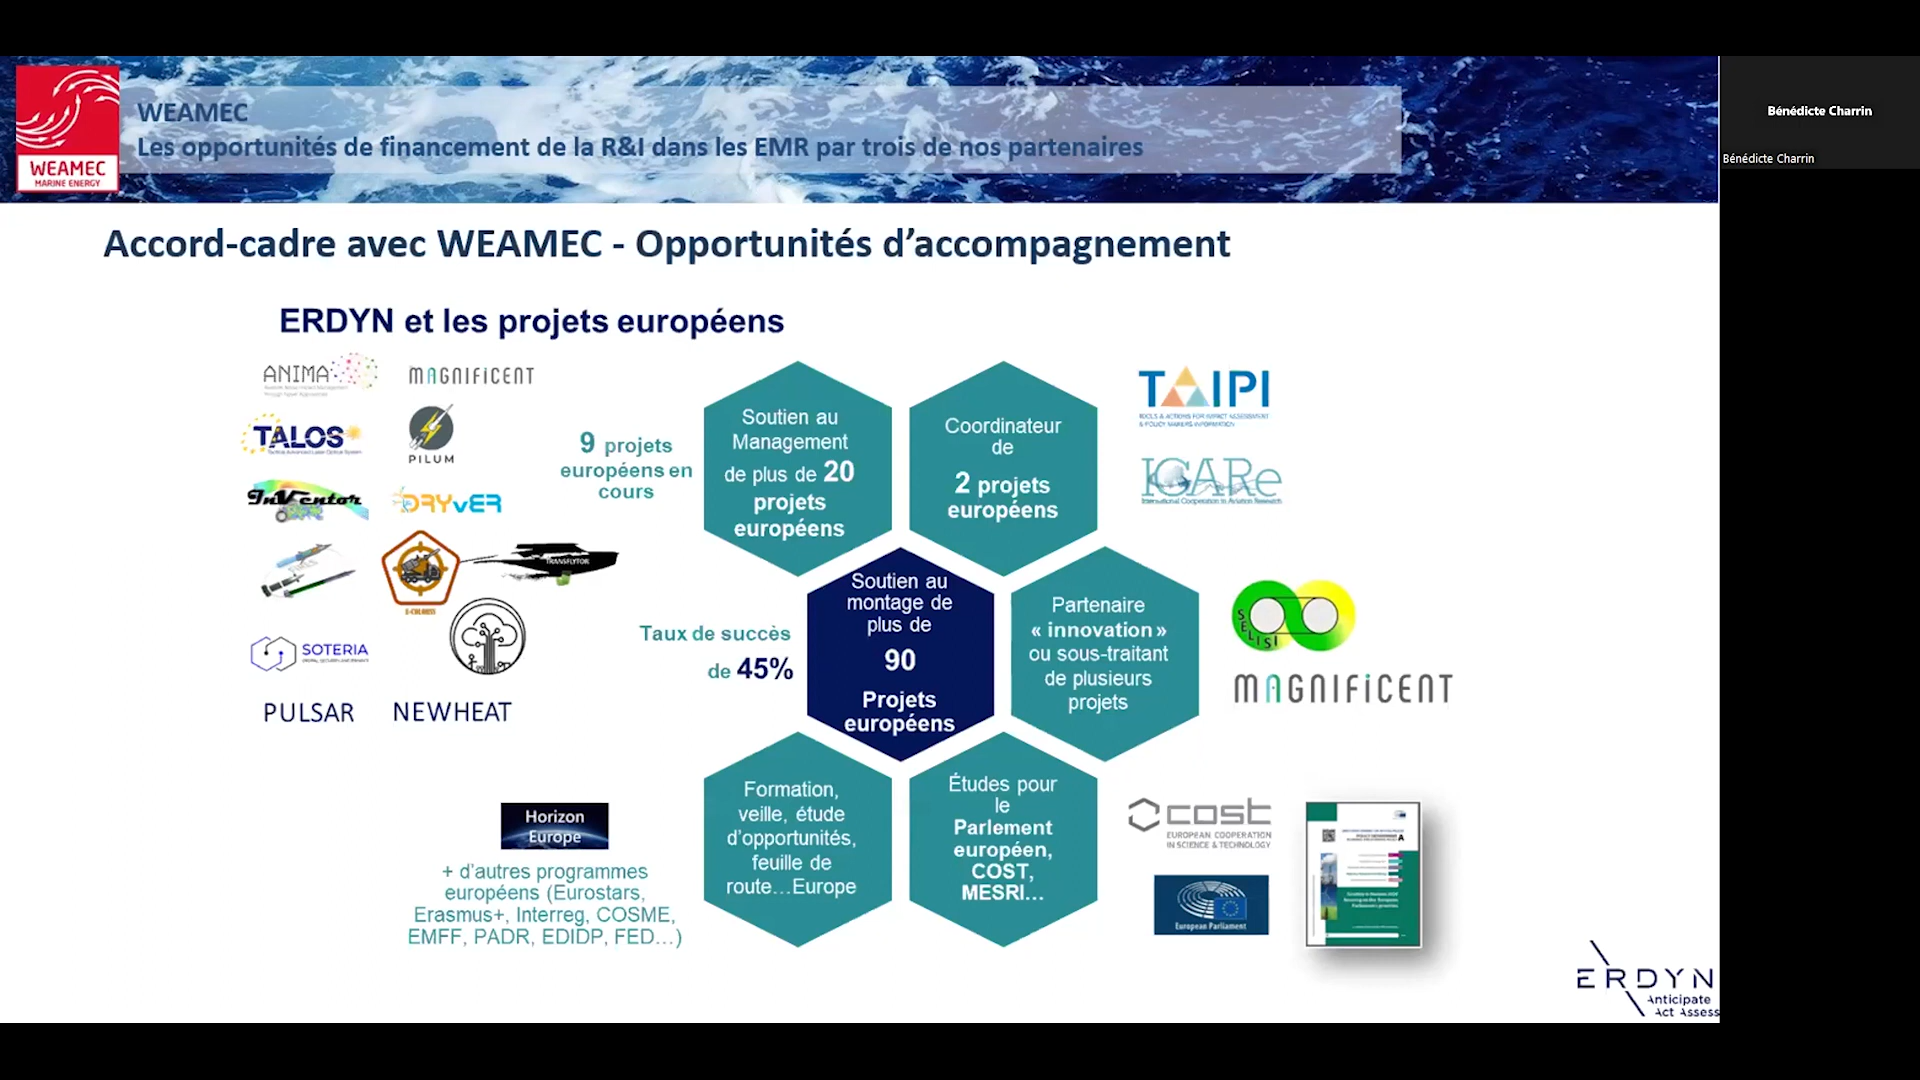 WEAMEC
Les opportunités de financement de la R&I dans les EMR par trois de nos partenaires
WEAMEC
MARINE ENERGY
Bénédicte Charrin
Bénédicte Charrin
Accord-cadre avec WEAMEC - Opportunités d’accompagnement
ERDYN et les projets européens
ANIMA
MAGNIFICENT
TALOS
PILUM
InVentor
DRYvER
TRANSFLYTOR
SOTERIA
PULSAR
NEWHEAT
9 projets
européens en
cours
Soutien au
Management
de plus de 20
projets
européens
Coordinateur
de
2 projets
européens
TAIPI
TOOLS & ACTIONS FOR IMPACT ASSESSMENT
& POLICY MAKERS INFORMATION
ICARe
International Cooperation in Aviation Research
Taux de succès
de 45%
Soutien au
montage de
plus de
90
Projets
européens
Partenaire
« innovation »
ou sous-traitant
de plusieurs
projets
SELISI
MAGNIFICENT
Horizon
Europe
+ d’autres programmes
européens (Eurostars,
Erasmus+, Interreg, COSME,
EMFF, PADR, EDIDP, FED…)
Formation,
veille, étude
d’opportunités,
feuille de
route…Europe
Études pour
le
Parlement
européen,
COST,
MESRI…
cost
EUROPEAN COOPERATION
IN SCIENCE & TECHNOLOGY
European Parliament
ERDYN
Anticipate
Act Assess